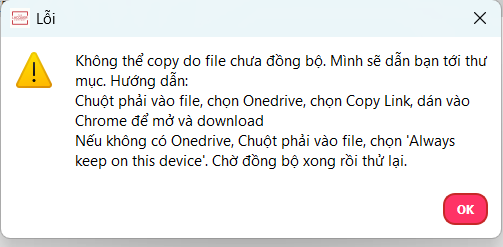 Lỗi
Không thể copy do file chưa đồng bộ. Mình sẽ dẫn bạn tới thư
mục. Hướng dẫn:
Chuột phải vào file, chọn Onedrive, chọn Copy Link, dán vào
Chrome để mở và download
Nếu không có Onedrive, Chuột phải vào file, chọn 'Always
keep on this device'. Chờ đồng bộ xong rồi thử lại.
OK